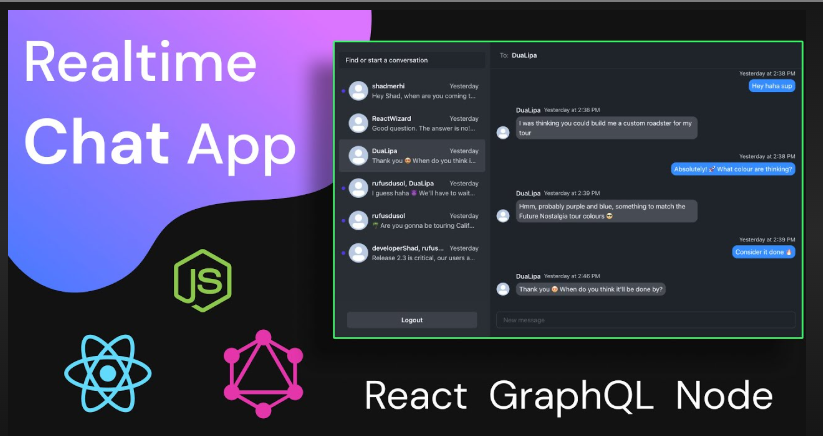 Realtime
Chat App
Find or start a conversation
shadmerhi Yesterday
Hey Shad, when are you coming t...
ReactWizard Yesterday
Good question. The answer is no!...
DuaLipa Yesterday
Thank you 🥰 When do you think i...
rufusdusol, DuaLipa Yesterday
I guess haha 😈 We'll have to wait...
rufusdusol Yesterday
🌴 Are you gonna be touring Calif...
developerShad, rufus... Yesterday
Release 2.3 is critical, our users a...
Logout
To: DuaLipa
Yesterday at 2:38 PM
Hey haha sup
DuaLipa Yesterday at 2:38 PM
I was thinking you could build me a custom roadster for my
tour
Yesterday at 2:38 PM
Absolutely! 🚀 What colour are thinking?
DuaLipa Yesterday at 2:39 PM
Hmm, probably purple and blue, something to match the
Future Nostalgia tour colours 😎
Yesterday at 2:39 PM
Consider it done 🔥
DuaLipa Yesterday at 2:46 PM
Thank you 🥰 When do you think it'll be done by?
New message
JS
React GraphQL Node